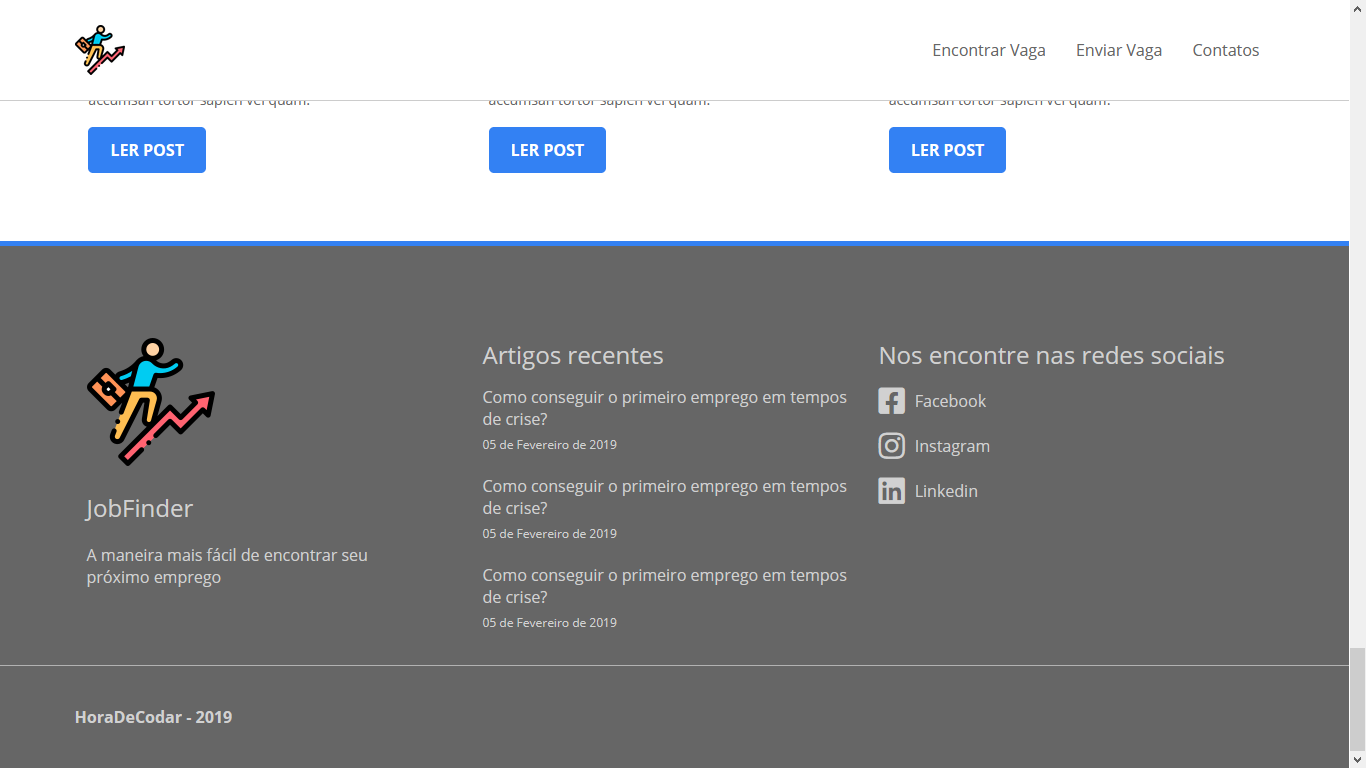 Encontrar Vaga Enviar Vaga Contatos
accumsan tortor sapien vel quam. accumsan tortor sapien vel quam. accumsan tortor sapien vel quam.
LER POST LER POST LER POST
JobFinder
A maneira mais fácil de encontrar seu
próximo emprego
Artigos recentes
Como conseguir o primeiro emprego em tempos
de crise?
05 de Fevereiro de 2019
Como conseguir o primeiro emprego em tempos
de crise?
05 de Fevereiro de 2019
Como conseguir o primeiro emprego em tempos
de crise?
05 de Fevereiro de 2019
Nos encontre nas redes sociais
Facebook
Instagram
Linkedin
HoraDeCodar - 2019